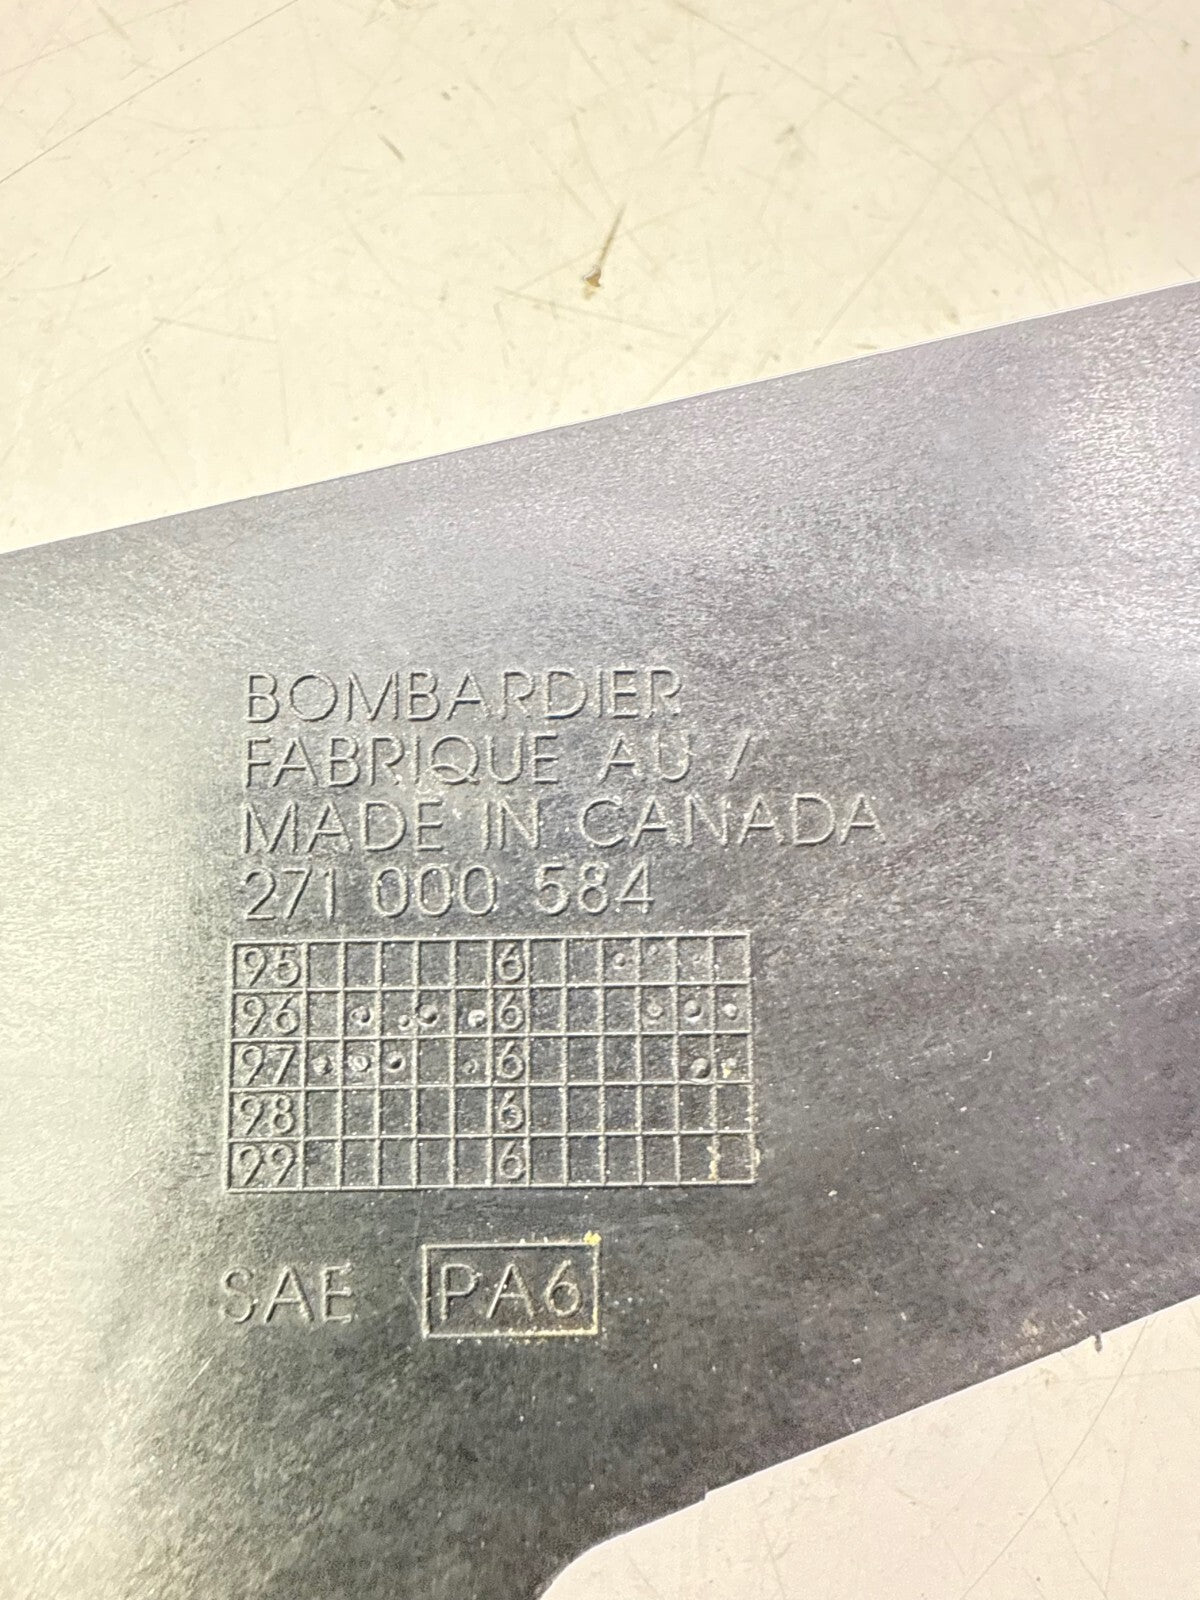 BOMBARDIER
FABRIQUE AU /
MADE IN CANADA
271 000 584
95 6
96 6
97 6
98 6
99 6
SAE PA6